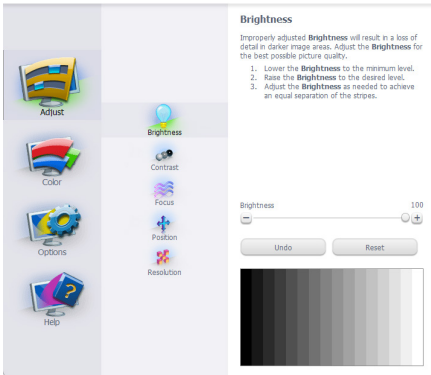 Adjust
Color
Options
Help
Brightness
Contrast
Focus
Position
Resolution
Brightness
Improperly adjusted Brightness will result in a loss of
detail in darker image areas. Adjust the Brightness for
the best possible picture quality.
1. Lower the Brightness to the minimum level.
2. Raise the Brightness to the desired level.
3. Adjust the Brightness as needed to achieve
an equal separation of the stripes.
Brightness 100
Undo Reset